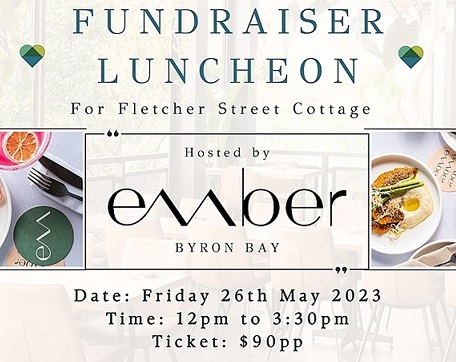 FUNDRAISER
LUNCHEON
For Fletcher Street Cottage
❝
Hosted by
ember
BYRON BAY
❞
Date: Friday 26th May 2023
Time: 12pm to 3:30pm
Ticket: $90pp